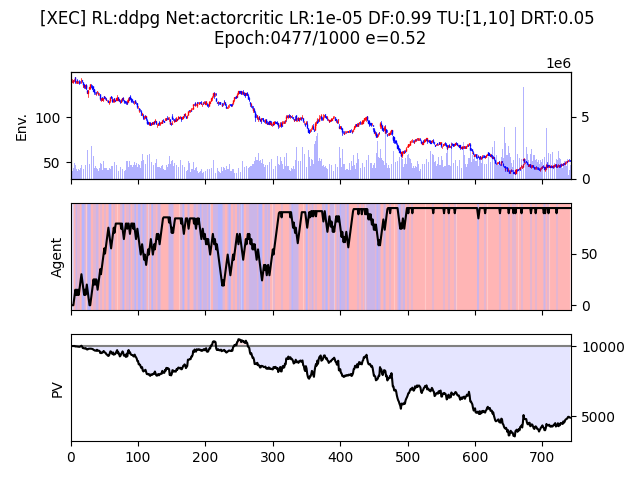 [XEC] RL:ddpg Net:actorcritic LR:1e-05 DF:0.99 TU:[1,10] DRT:0.05
Epoch:0477/1000 e=0.52
1e6
Env.
100
50
5
0
Agent
50
0
PV
10000
5000
0 100 200 300 400 500 600 700